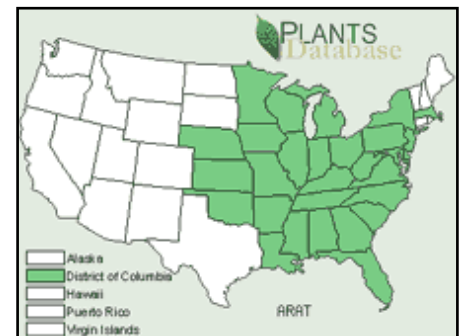 PLANTS
Database
Alaska
District of Columbia
Hawaii
Puerto Rico
Virgin Islands
ARAT